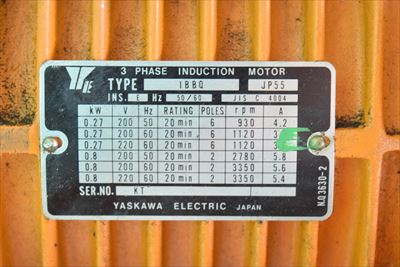 3 PHASE INDUCTION MOTOR
TYPE IBBQ JP55
INS. E Hz 50/60 JIS C 4004
kW V Hz RATING POLES rpm A
0.27 200 50 20 min. 6 930 4.2
0.27 200 60 20 min. 6 1120
0.27 220 60 20 min. 6 1120
0.8 200 50 20 min 2 2780 5.8
0.8 200 60 20 min 2 3350 5.6
0.8 220 60 20 min 2 3350 5.4
SER.NO. KT
YASKAWA ELECTRIC JAPAN
N.Q3630-2